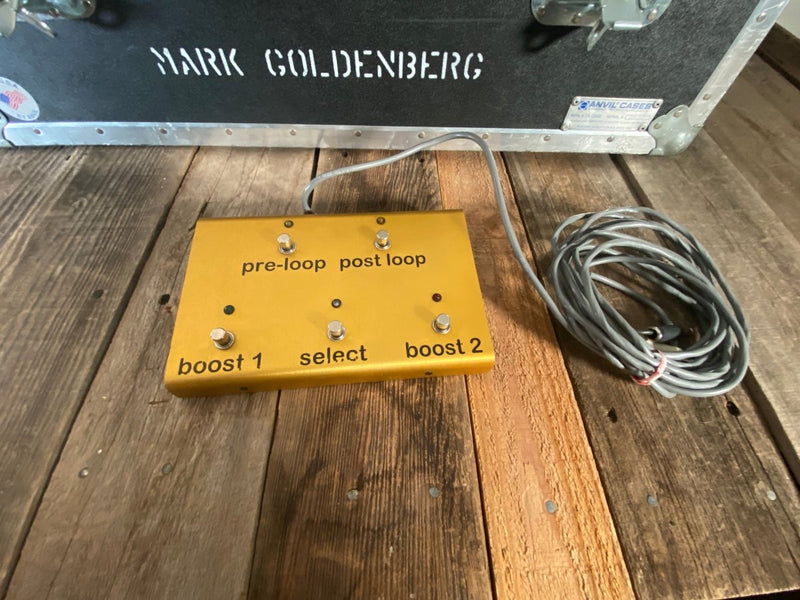 MARK GOLDENBERG
ANVIL CASES
pre-loop post loop
boost 1 select boost 2